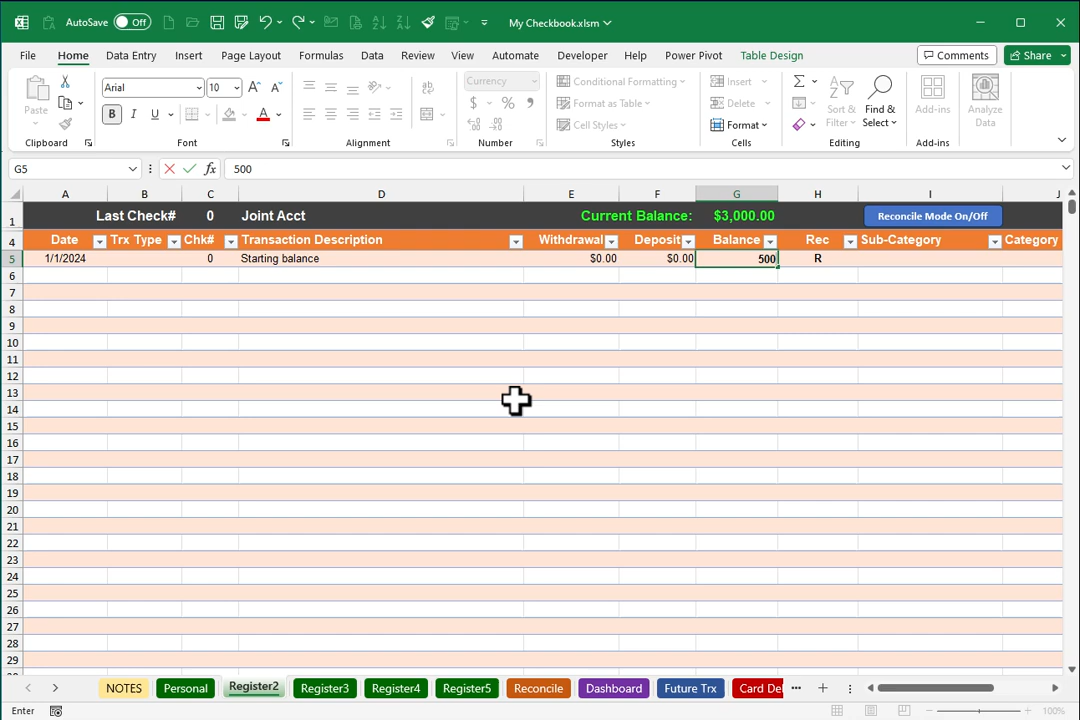 AutoSave Off My Checkbook.xlsm
File Home Data Entry Insert Page Layout Formulas Data Review View Automate Developer Help Power Pivot Table Design Comments Share
Paste Arial 10 Currency Conditional Formatting Insert
B I U A $ % Format as Table Delete Sort & Filter Find & Select Add-ins Analyze Data
Cell Styles Format
Clipboard Font Alignment Number Styles Cells Editing Add-ins
G5 fx 500
A B C D E F G H I J
1 Last Check# 0 Joint Acct Current Balance: $3,000.00 Reconcile Mode On/Off
4 Date Trx Type Chk# Transaction Description Withdrawal Deposit Balance Rec Sub-Category Category
5 1/1/2024 0 Starting balance $0.00 $0.00 500 R
6
7
8
9
10
11
12
13
14
15
16
17
18
19
20
21
22
23
24
25
26
27
28
29
NOTES Personal Register2 Register3 Register4 Register5 Reconcile Dashboard Future Trx Card Del
Enter 100%